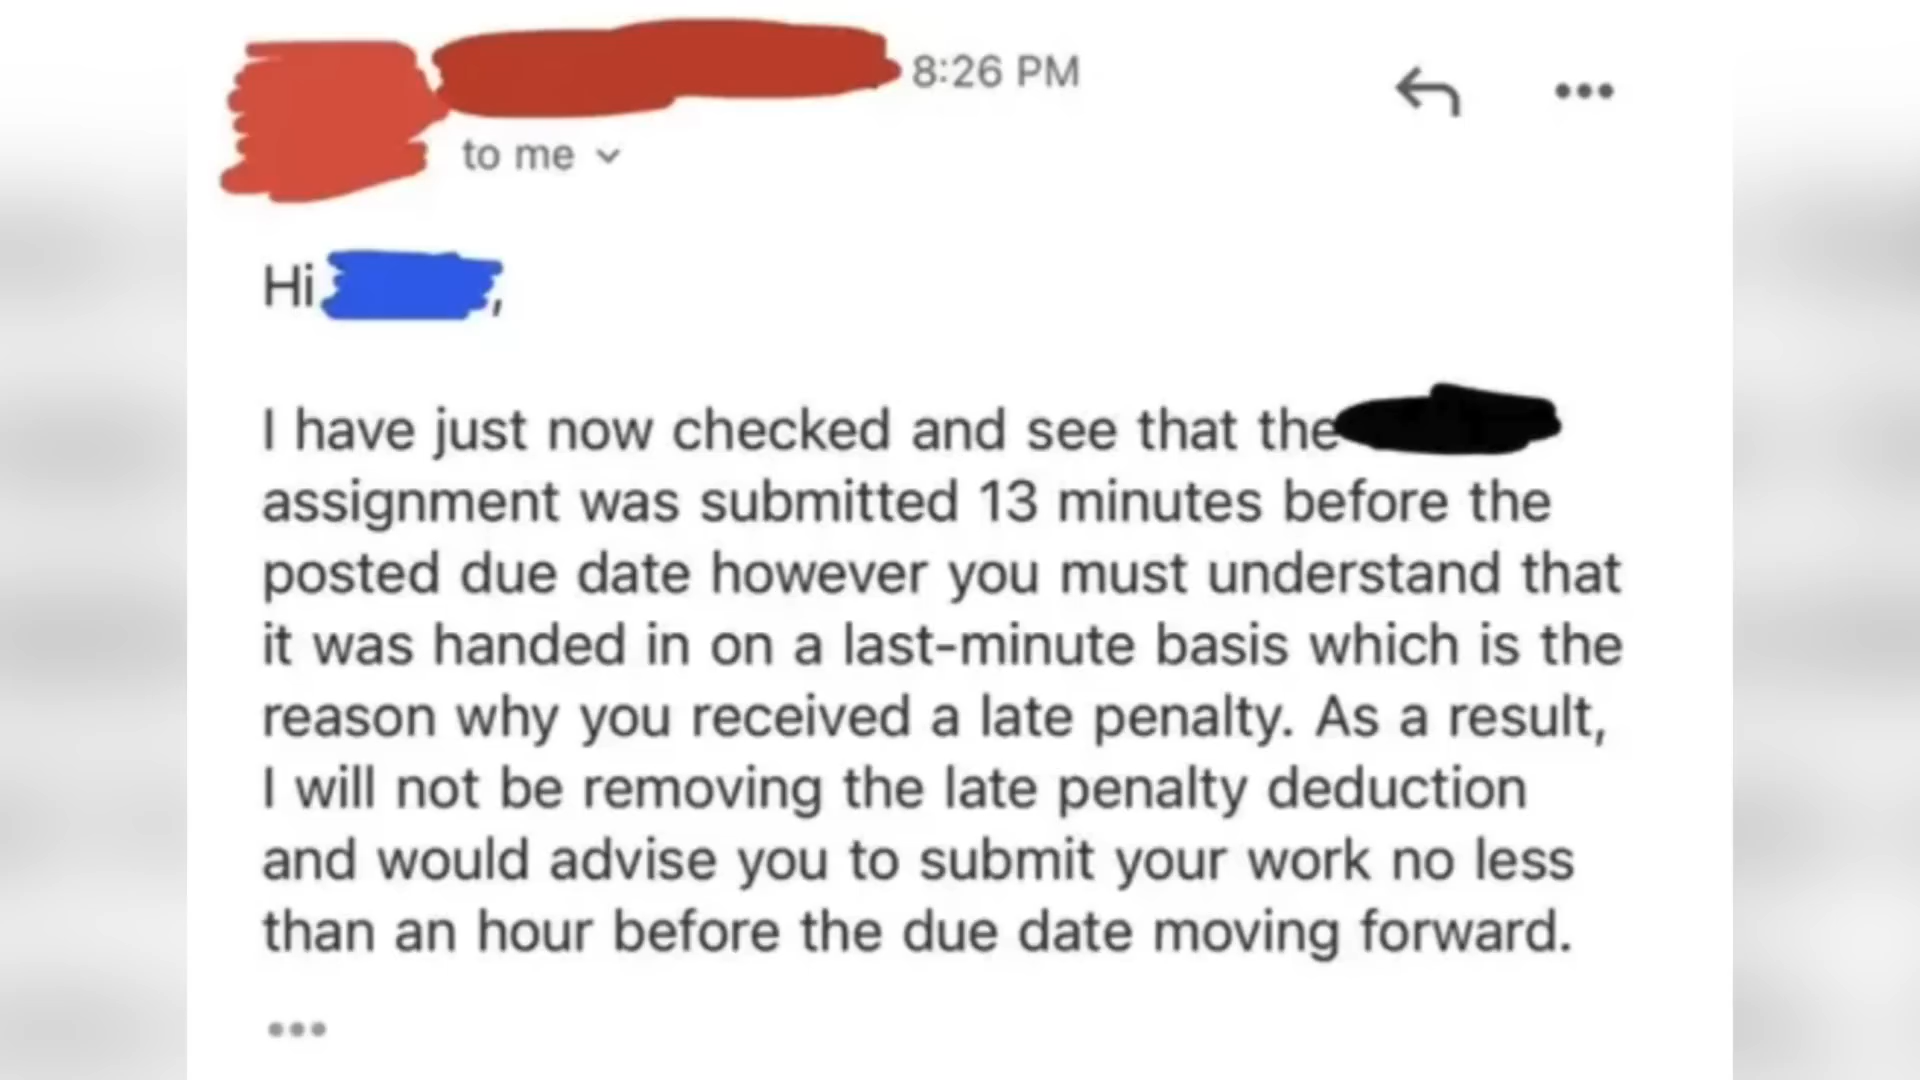 8:26 PM
to me
Hi ,
I have just now checked and see that the
assignment was submitted 13 minutes before the
posted due date however you must understand that
it was handed in on a last-minute basis which is the
reason why you received a late penalty. As a result,
I will not be removing the late penalty deduction
and would advise you to submit your work no less
than an hour before the due date moving forward.